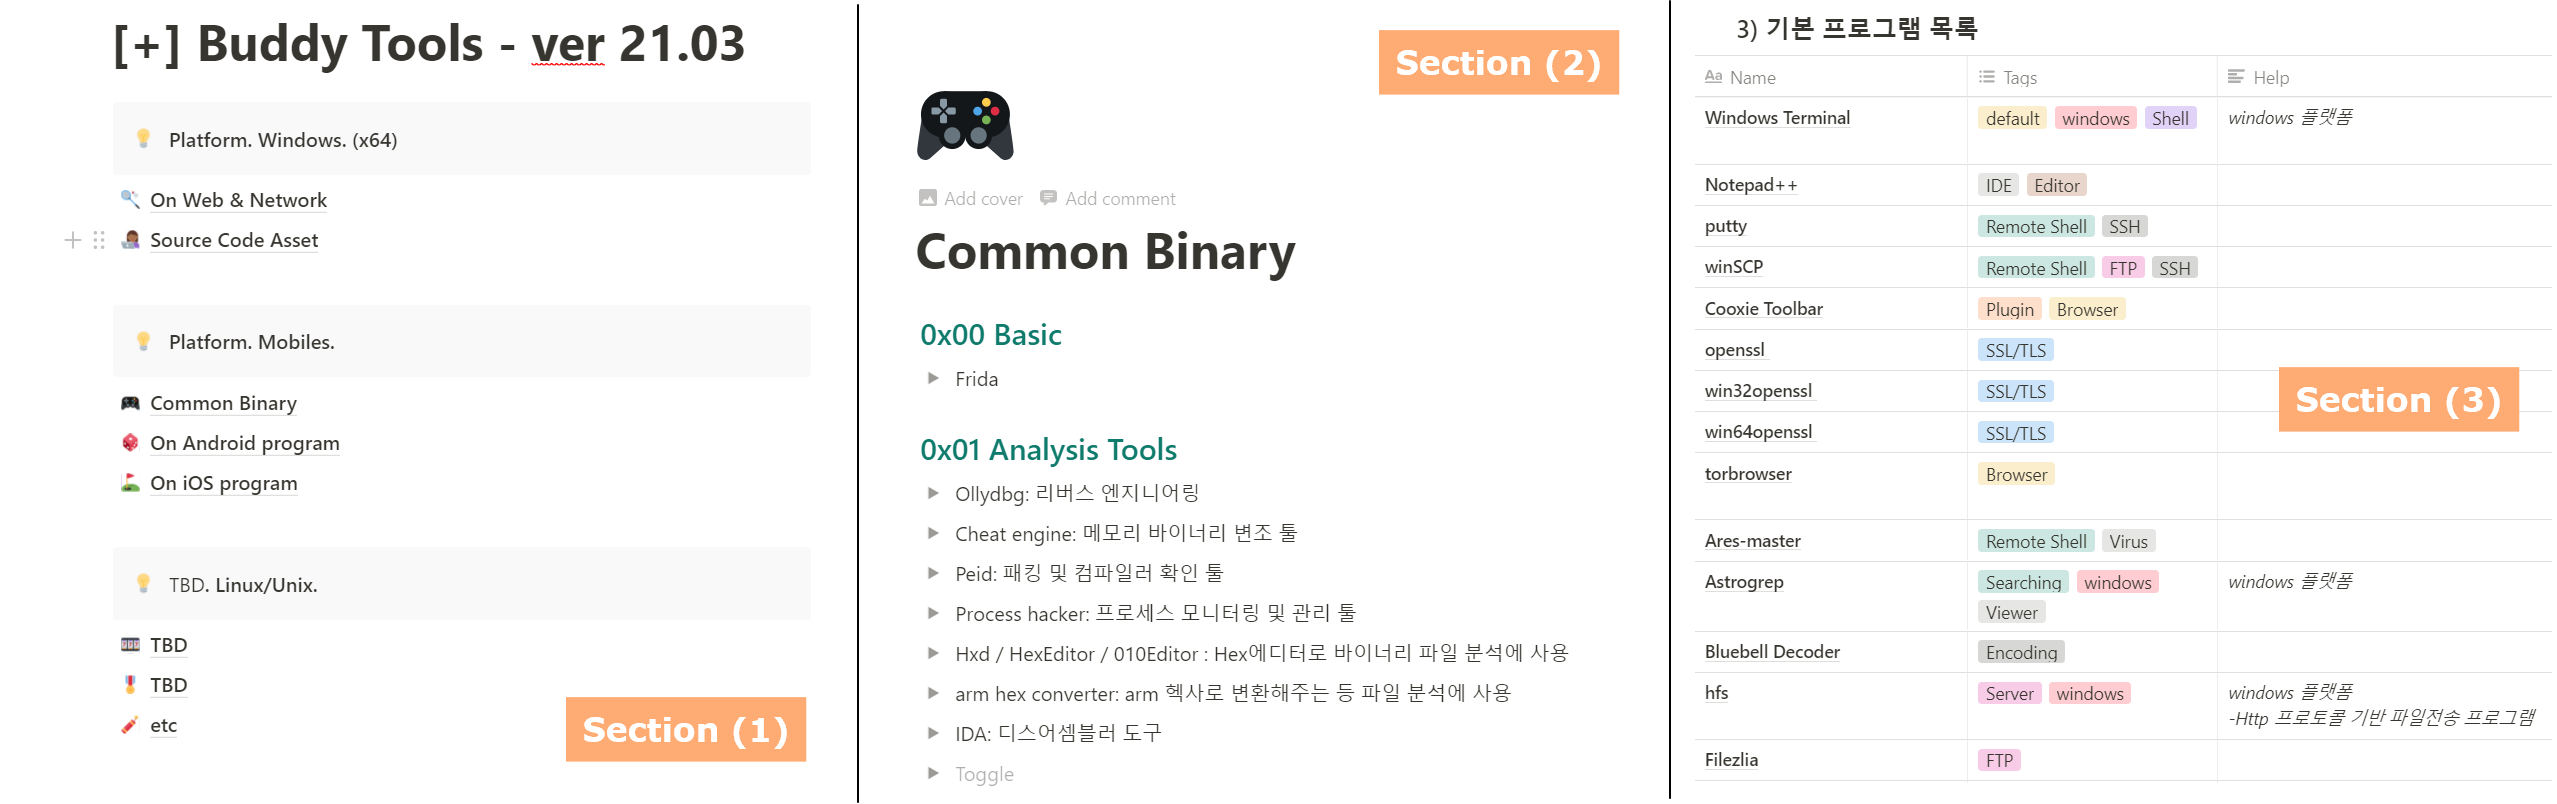 [+] Buddy Tools - ver 21.03
Platform. Windows. (x64)
On Web & Network
Source Code Asset
Platform. Mobiles.
Common Binary
On Android program
On iOS program
TBD. Linux/Unix.
TBD
TBD
etc
Section (1)
Section (2)
Add cover Add comment
Common Binary
0x00 Basic
Frida
0x01 Analysis Tools
Ollydbg: 리버스 엔지니어링
Cheat engine: 메모리 바이너리 변조 툴
Peid: 패킹 및 컴파일러 확인 툴
Process hacker: 프로세스 모니터링 및 관리 툴
Hxd / HexEditor / 010Editor : Hex에디터로 바이너리 파일 분석에 사용
arm hex converter: arm 헥사로 변환해주는 등 파일 분석에 사용
IDA: 디스어셈블러 도구
Toggle
3) 기본 프로그램 목록
Aa Name Tags Help
Windows Terminal default windows Shell windows 플랫폼
Notepad++ IDE Editor
putty Remote Shell SSH
winSCP Remote Shell FTP SSH
Cooxie Toolbar Plugin Browser
openssl SSL/TLS
win32openssl SSL/TLS
win64openssl SSL/TLS
Section (3)
torbrowser Browser
Ares-master Remote Shell Virus
Astrogrep Searching windows windows 플랫폼
Viewer
Bluebell Decoder Encoding
hfs Server windows windows 플랫폼
-Http 프로토콜 기반 파일전송 프로그램
Filezlia FTP